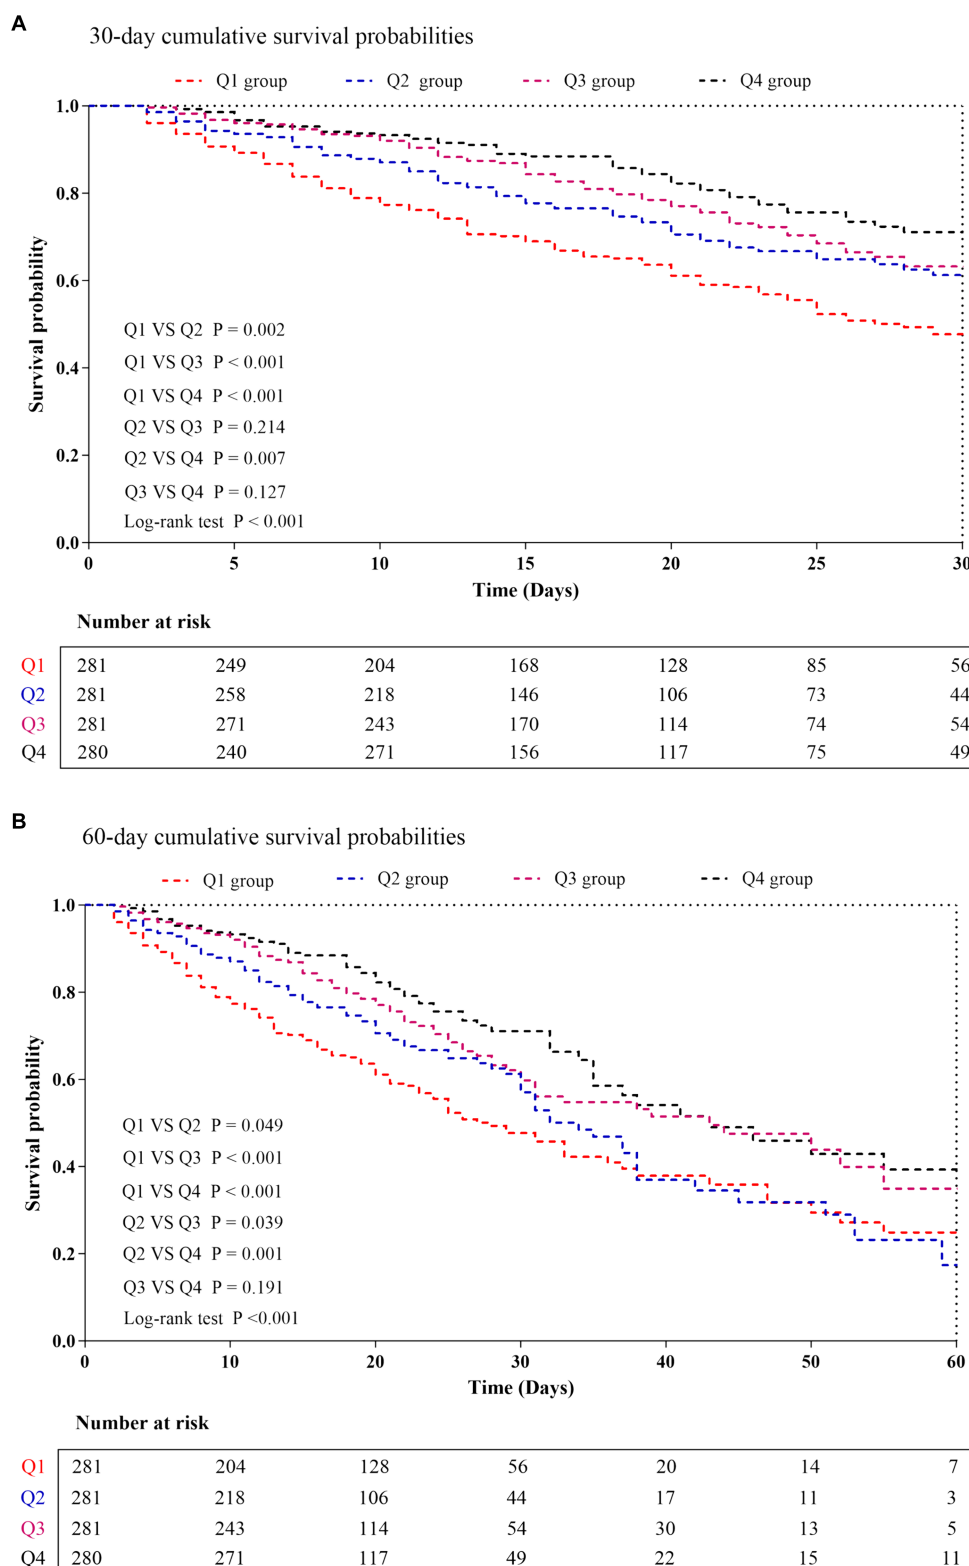 A
30-day cumulative survival probabilities
Q1 group Q2 group Q3 group Q4 group
1.0
0.8
0.6
0.4
0.2
0.0
Survival probability
Q1 VS Q2 P = 0.002
Q1 VS Q3 P < 0.001
Q1 VS Q4 P < 0.001
Q2 VS Q3 P = 0.214
Q2 VS Q4 P = 0.007
Q3 VS Q4 P = 0.127
Log-rank test P < 0.001
0 5 10 15 20 25 30
Time (Days)
Number at risk
Q1 281 249 204 168 128 85 56
Q2 281 258 218 146 106 73 44
Q3 281 271 243 170 114 74 54
Q4 280 240 271 156 117 75 49
B
60-day cumulative survival probabilities
Q1 group Q2 group Q3 group Q4 group
1.0
0.8
0.6
0.4
0.2
0.0
Survival probability
Q1 VS Q2 P = 0.049
Q1 VS Q3 P < 0.001
Q1 VS Q4 P < 0.001
Q2 VS Q3 P = 0.039
Q2 VS Q4 P = 0.001
Q3 VS Q4 P = 0.191
Log-rank test P <0.001
0 10 20 30 40 50 60
Time (Days)
Number at risk
Q1 281 204 128 56 20 14 7
Q2 281 218 106 44 17 11 3
Q3 281 243 114 54 30 13 5
Q4 280 271 117 49 22 15 11